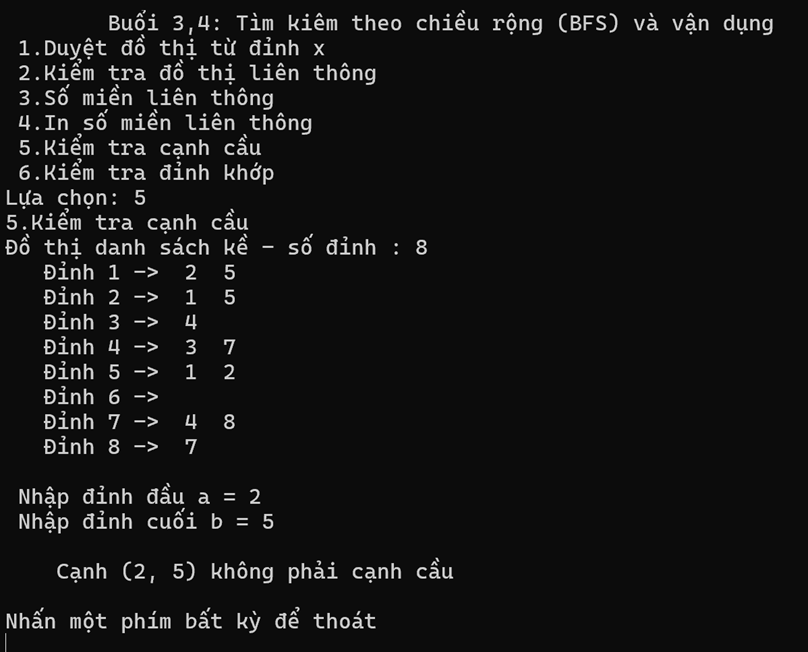 Buổi 3,4: Tìm kiếm theo chiều rộng (BFS) và vận dụng
1.Duyệt đồ thị từ đỉnh x
2.Kiểm tra đồ thị liên thông
3.Số miền liên thông
4.In số miền liên thông
5.Kiểm tra cạnh cầu
6.Kiểm tra đỉnh khớp
Lựa chọn: 5
5.Kiểm tra cạnh cầu
Đồ thị danh sách kề - số đỉnh : 8
Đỉnh 1 -> 2 5
Đỉnh 2 -> 1 5
Đỉnh 3 -> 4
Đỉnh 4 -> 3 7
Đỉnh 5 -> 1 2
Đỉnh 6 ->
Đỉnh 7 -> 4 8
Đỉnh 8 -> 7
Nhập đỉnh đầu a = 2
Nhập đỉnh cuối b = 5
Cạnh (2, 5) không phải cạnh cầu
Nhấn một phím bất kỳ để thoát